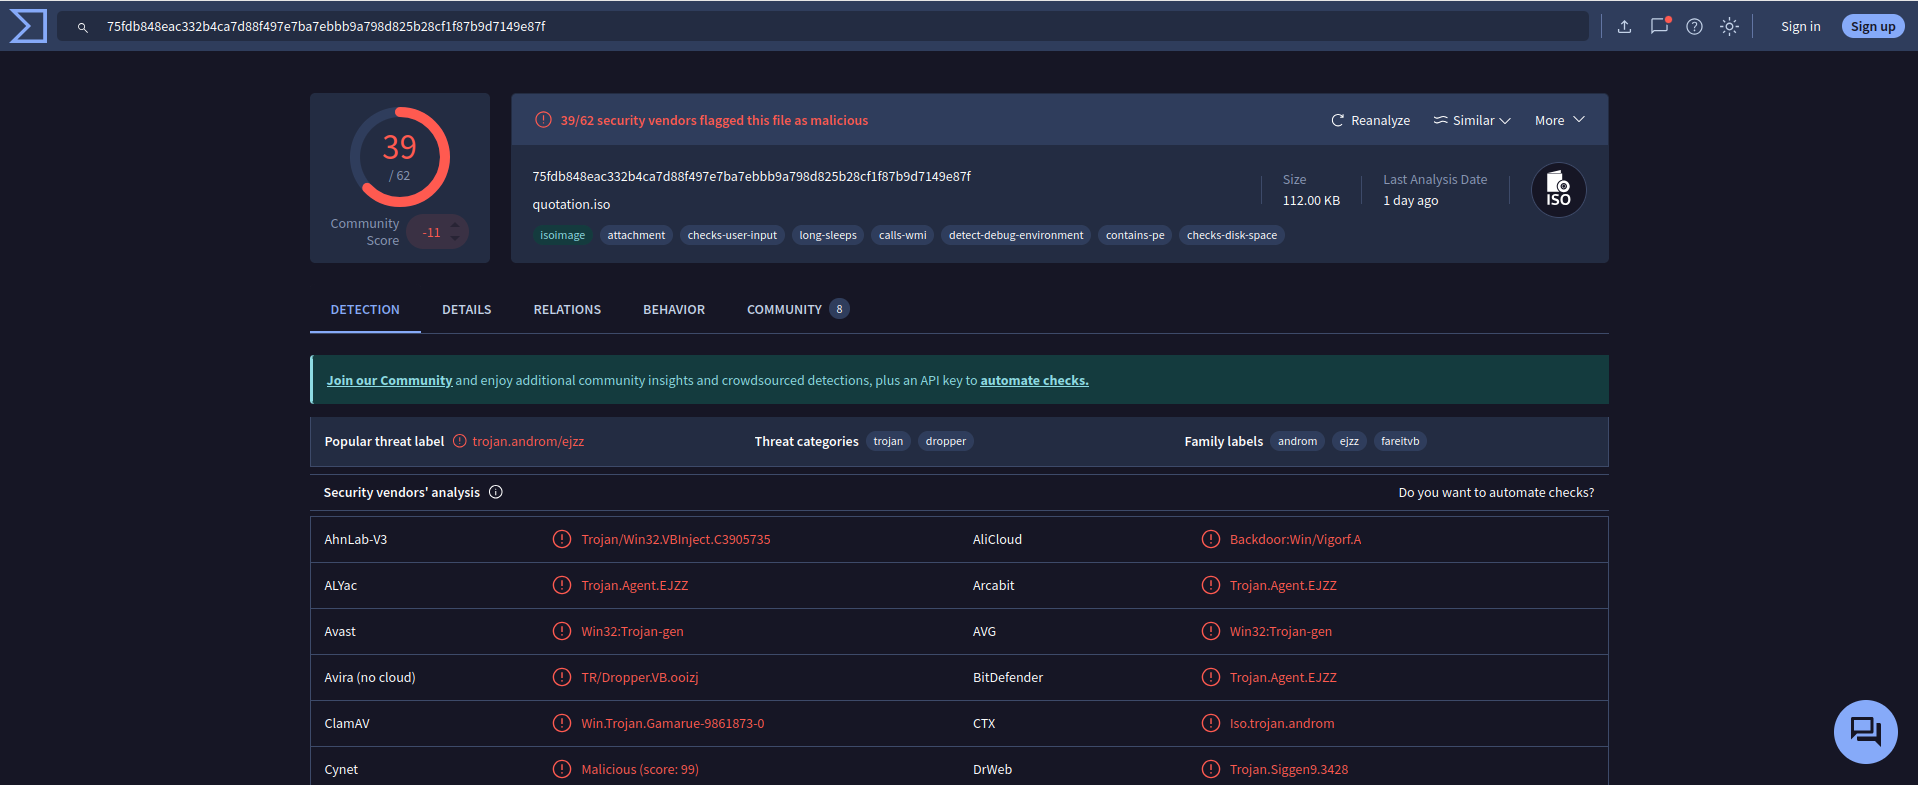 75fdb848eac332b4ca7d88f497e7ba7ebbb9a798d825b28cf1f87b9d7149e87f
Sign in
Sign up
39
/ 62
Community
Score
-11
39/62 security vendors flagged this file as malicious
Reanalyze
Similar
More
75fdb848eac332b4ca7d88f497e7ba7ebbb9a798d825b28cf1f87b9d7149e87f
quotation.iso
Size
112.00 KB
Last Analysis Date
1 day ago
ISO
isoimage attachment checks-user-input long-sleeps calls-wmi detect-debug-environment contains-pe checks-disk-space
DETECTION DETAILS RELATIONS BEHAVIOR COMMUNITY 8
Join our Community and enjoy additional community insights and crowdsourced detections, plus an API key to automate checks.
Popular threat label trojan.androm/ejzz Threat categories trojan dropper Family labels androm ejzz fareitvb
Security vendors' analysis Do you want to automate checks?
AhnLab-V3 Trojan/Win32.VBInject.C3905735 AliCloud Backdoor:Win/Vigorf.A
ALYac Trojan.Agent.EJZZ Arcabit Trojan.Agent.EJZZ
Avast Win32:Trojan-gen AVG Win32:Trojan-gen
Avira (no cloud) TR/Dropper.VB.ooizj BitDefender Trojan.Agent.EJZZ
ClamAV Win.Trojan.Gamarue-9861873-0 CTX Iso.trojan.androm
Cynet Malicious (score: 99) DrWeb Trojan.Siggen9.3428